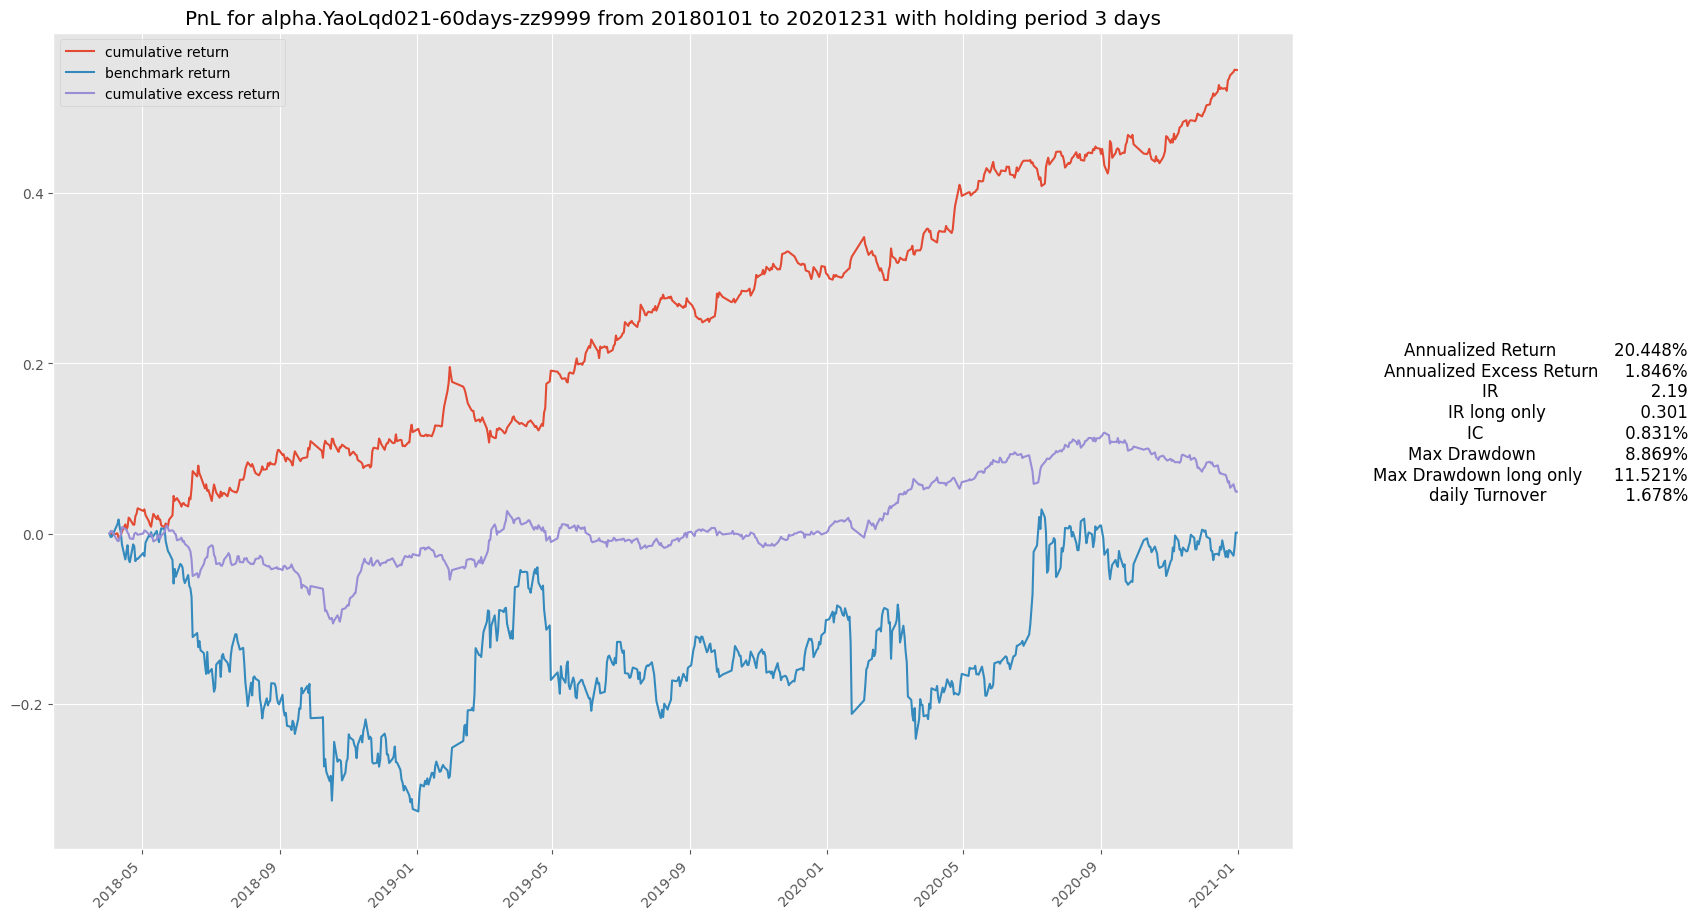 PnL for alpha.YaoLqd021-60days-zz9999 from 20180101 to 20201231 with holding period 3 days
cumulative return
benchmark return
cumulative excess return
0.4
0.2
0.0
−0.2
2018-05
2018-09
2019-01
2019-05
2019-09
2020-01
2020-05
2020-09
2021-01
Annualized Return 20.448%
Annualized Excess Return 1.846%
IR 2.19
IR long only 0.301
IC 0.831%
Max Drawdown 8.869%
Max Drawdown long only 11.521%
daily Turnover 1.678%